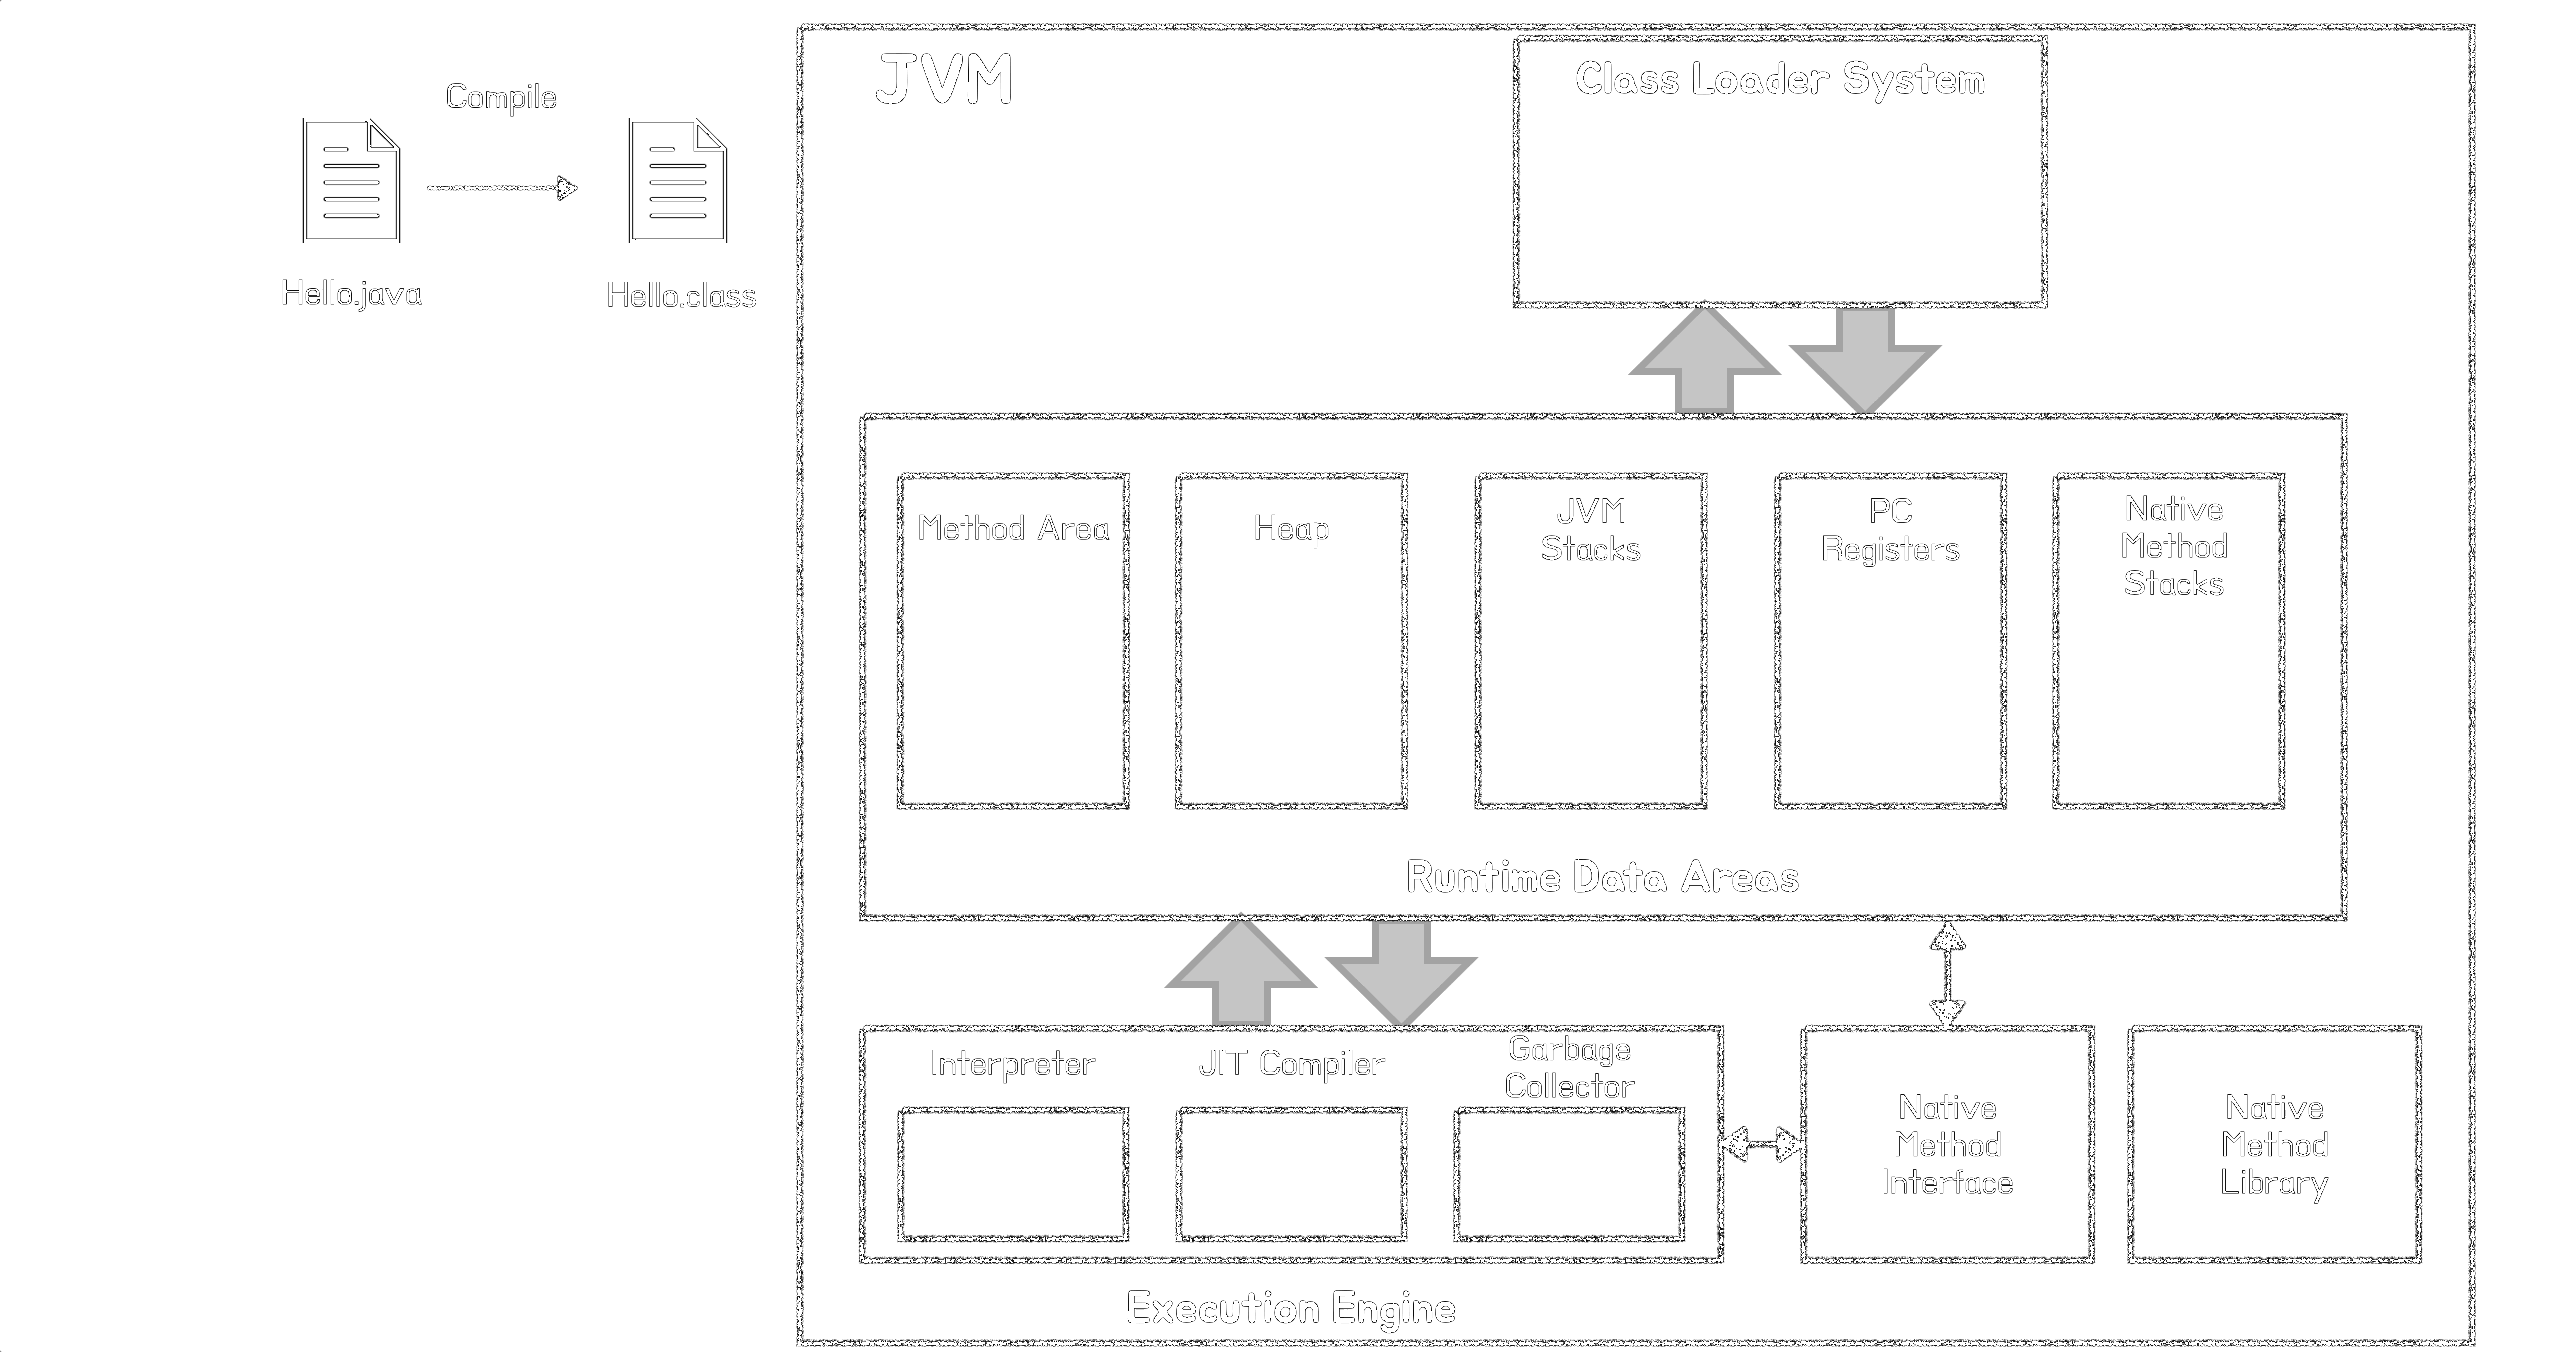 Compile
Hello.java
Hello.class
JVM
Class Loader System
Method Area
Heap
JVM
Stacks
PC
Registers
Native
Method
Stacks
Runtime Data Areas
Interpreter
JIT Compiler
Garbage
Collector
Native
Method
Interface
Native
Method
Library
Execution Engine